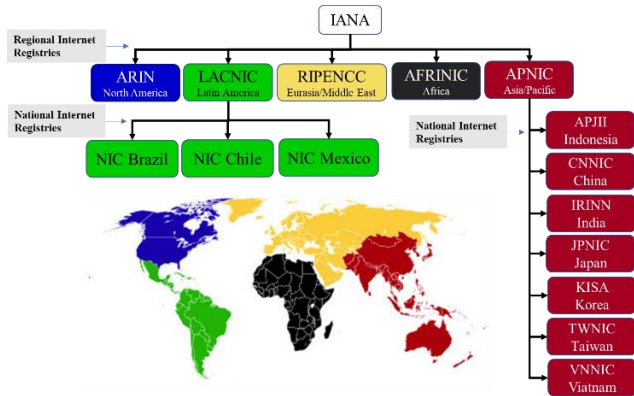 IANA
Regional Internet
Registries
ARIN
North America
LACNIC
Latin America
RIPENCC
Eurasia/Middle East
AFRINIC
Africa
APNIC
Asia/Pacific
National Internet
Registries
NIC Brazil
NIC Chile
NIC Mexico
National Internet
Registries
APJII
Indonesia
CNNIC
China
IRINN
India
JPNIC
Japan
KISA
Korea
TWNIC
Taiwan
VNNIC
Viatnam